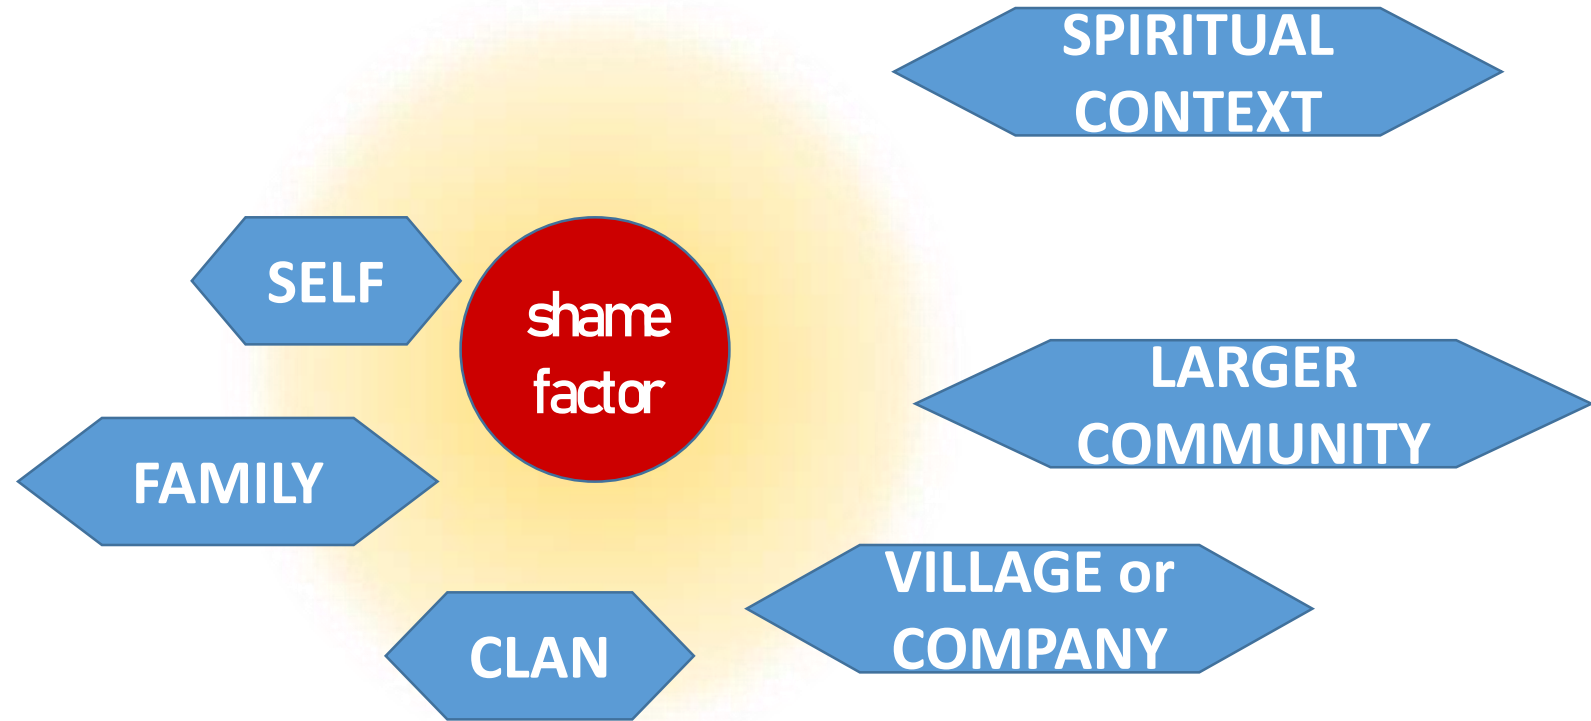 SPIRITUAL
CONTEXT
SELF
shame
factor
LARGER
COMMUNITY
FAMILY
VILLAGE or
COMPANY
CLAN